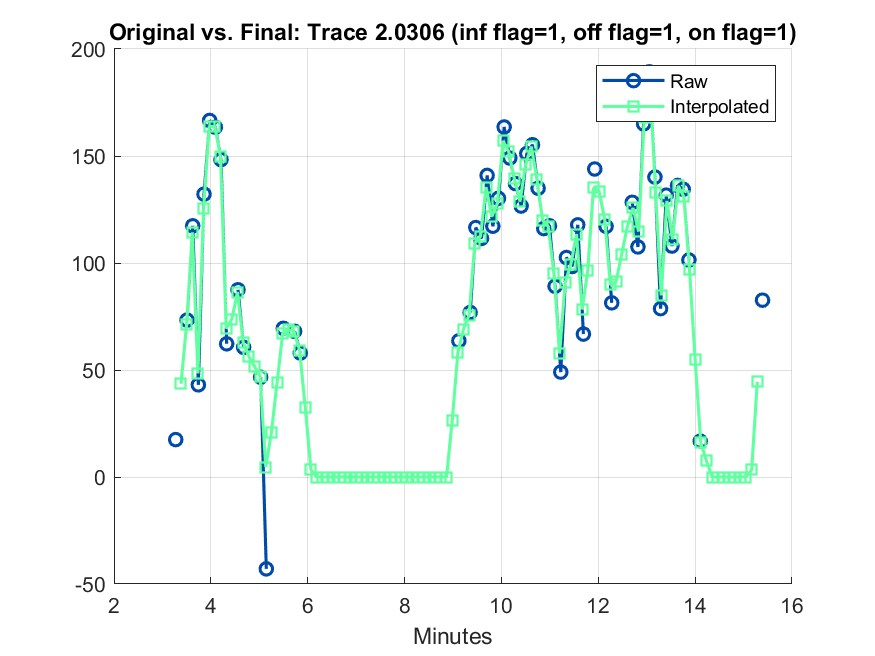 Original vs. Final: Trace 2.0306 (inf flag=1, off flag=1, on flag=1)
200
150
100
50
0
-50
Raw
Interpolated
2 4 6 8 10 12 14 16
Minutes